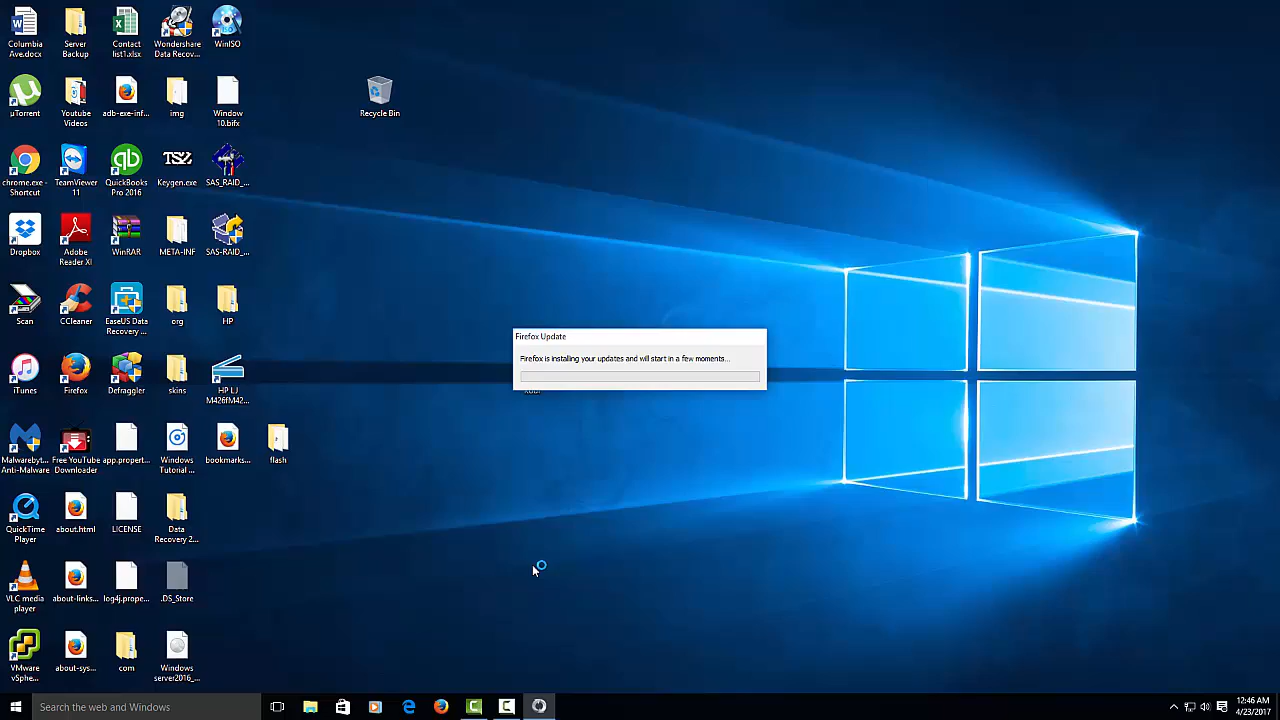 Columbia
Ave.docx
Server
Backup
Contact
list1.xlsx
Wondershare
Data Recov...
WinISO
µTorrent
Youtube
Videos
adb-exe-inf...
img
Window
10.bifx
Recycle Bin
chrome.exe -
Shortcut
TeamViewer
11
QuickBooks
Pro 2016
TSZ
Keygen.exe
SAS_RAID_...
Dropbox
Adobe
Reader XI
WinRAR
META-INF
SAS-RAID_...
Scan
CCleaner
EaseUS Data
Recovery ...
org
HP
Firefox Update
Firefox is installing your updates and will start in a few moments...
iTunes
Firefox
Defraggler
skins
HP LJ
M426fM42...
Malwarebyt...
Anti-Malware
Free YouTube
Downloader
app.propert...
Windows
Tutorial ...
bookmarks...
flash
QuickTime
Player
about.html
LICENSE
Data
Recovery 2...
VLC media
player
about-links...
log4j.prope...
.DS_Store
VMware
vSphe...
about-sys...
com
Windows
server2016_...
Search the web and Windows
12:46 AM
4/23/2017